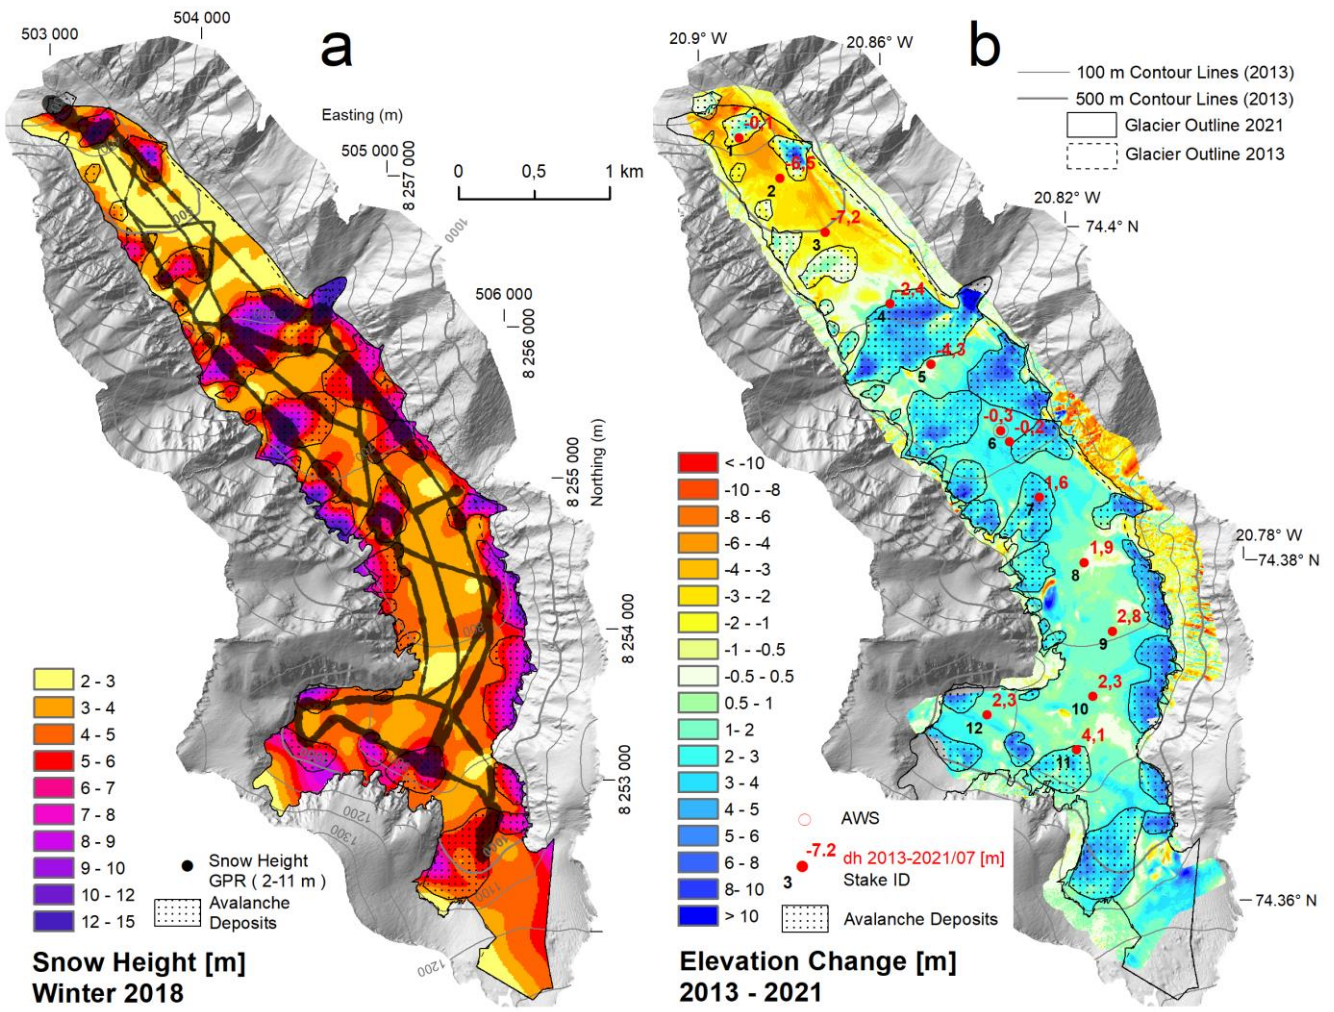 a
503 000
504 000
Easting (m)
505 000
8 257 000
0 0,5 1 km
1000
506 000
8 256 000
8 255 000
Northing (m)
8 254 000
800
8 253 000
1200
1300
1000
1100
1200
2 - 3
3 - 4
4 - 5
5 - 6
6 - 7
7 - 8
8 - 9
9 - 10
10 - 12
12 - 15
Snow Height
GPR ( 2-11 m )
Avalanche
Deposits
Snow Height [m]
Winter 2018
b
20.9° W
20.86° W
100 m Contour Lines (2013)
500 m Contour Lines (2013)
Glacier Outline 2021
Glacier Outline 2013
20.82° W
74.4° N
20.78° W
74.38° N
74.36° N
-0,1
1
-6,5
2
-7,2
3
-2,4
4
-4,3
5
-0,3
-0,2
6
1,6
7
1,9
8
2,8
9
2,3
10
2,3
12
4,1
11
< -10
-10 - -8
-8 - -6
-6 - -4
-4 - -3
-3 - -2
-2 - -1
-1 - -0.5
-0.5 - 0.5
0.5 - 1
1- 2
2 - 3
3 - 4
4 - 5
5 - 6
6 - 8
8- 10
> 10
AWS
-7.2 dh 2013-2021/07 [m]
3 Stake ID
Avalanche Deposits
Elevation Change [m]
2013 - 2021